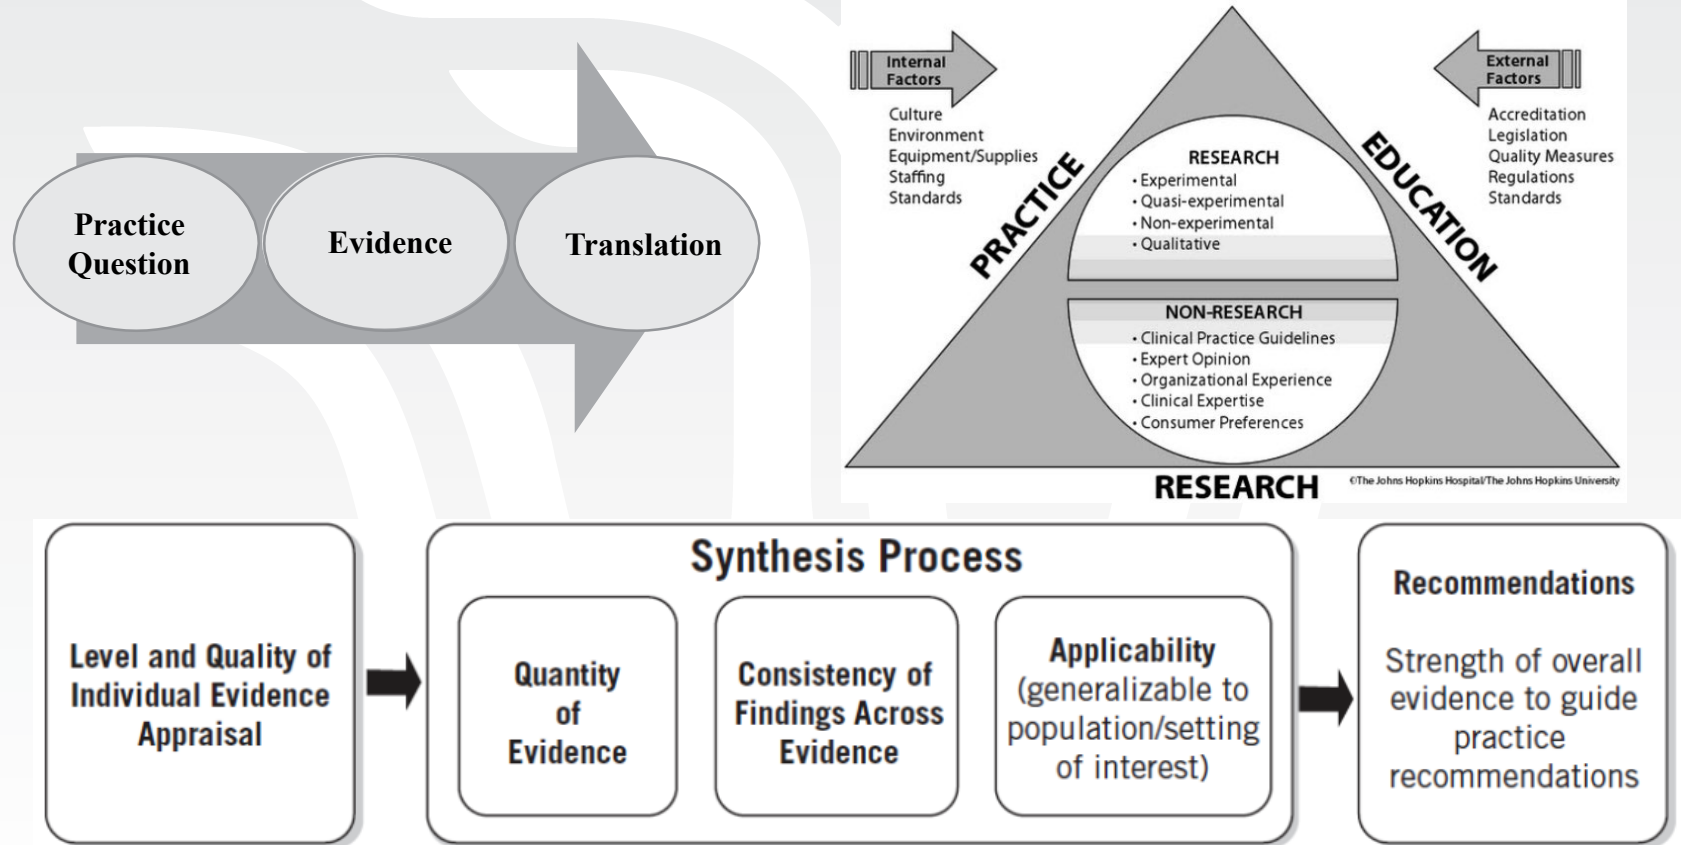 Practice
Question
Evidence
Translation
Internal
Factors
Culture
Environment
Equipment/Supplies
Staffing
Standards
External
Factors
Accreditation
Legislation
Quality Measures
Regulations
Standards
PRACTICE
EDUCATION
RESEARCH
• Experimental
• Quasi-experimental
• Non-experimental
• Qualitative
NON-RESEARCH
• Clinical Practice Guidelines
• Expert Opinion
• Organizational Experience
• Clinical Expertise
• Consumer Preferences
RESEARCH
©The Johns Hopkins Hospital/The Johns Hopkins University
Level and Quality of
Individual Evidence
Appraisal
Synthesis Process
Quantity
of
Evidence
Consistency of
Findings Across
Evidence
Applicability
(generalizable to
population/setting
of interest)
Recommendations
Strength of overall
evidence to guide
practice
recommendations